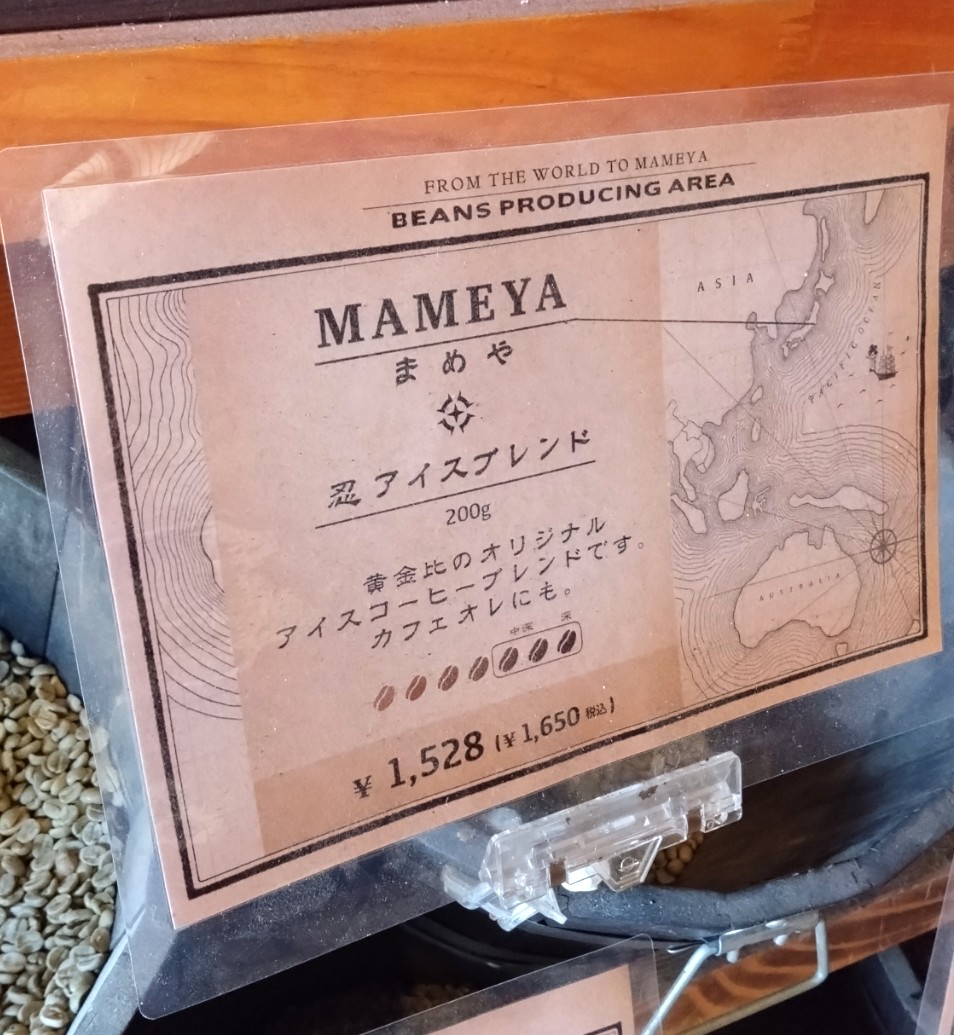 FROM THE WORLD TO MAMEYA
BEANS PRODUCING AREA
MAMEYA
まめや
忍 アイスブレンド
200g
黄金比のオリジナル
アイスコーヒーブレンドです。
カフェオレにも。
中深 深
¥ 1,528 (¥ 1,650 税込)
ASIA
PACIFIC OCEAN
AUSTRALIA